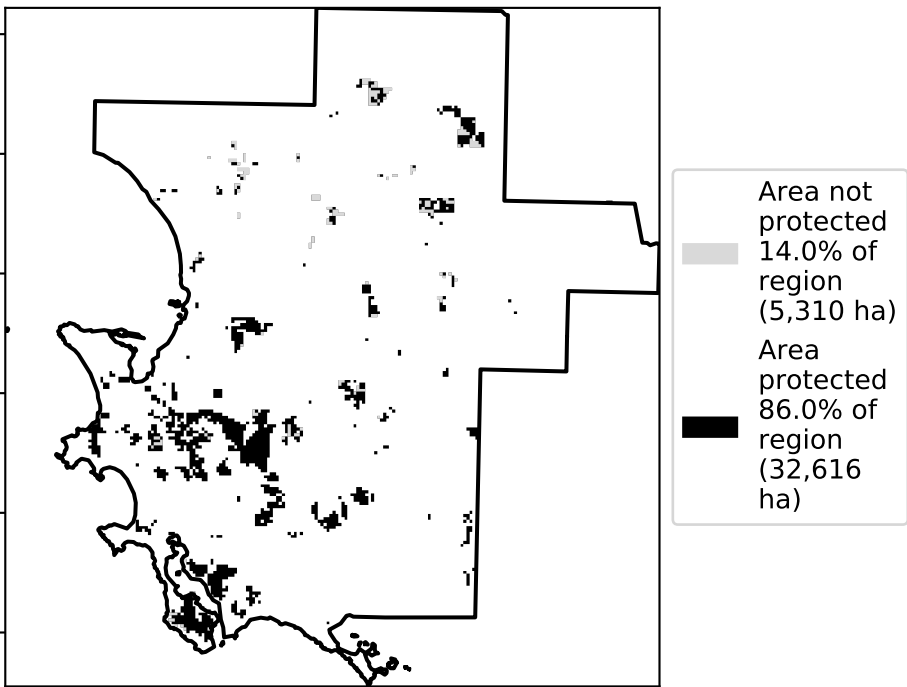 Area not
protected
14.0% of
region
(5,310 ha)
Area
protected
86.0% of
region
(32,616
ha)